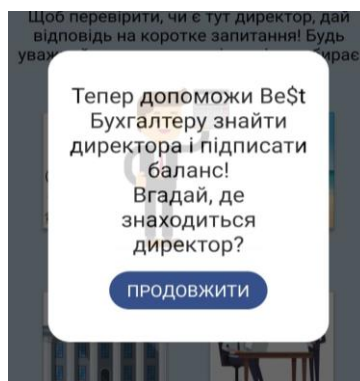 Щоб перевірити, чи є тут директор, дай
відповідь на коротке запитання! Будь
Тепер допоможи Be$t
Бухгалтеру знайти
директора і підписати
баланс!
Вгадай, де
знаходиться
директор?
ПРОДОВЖИТИ